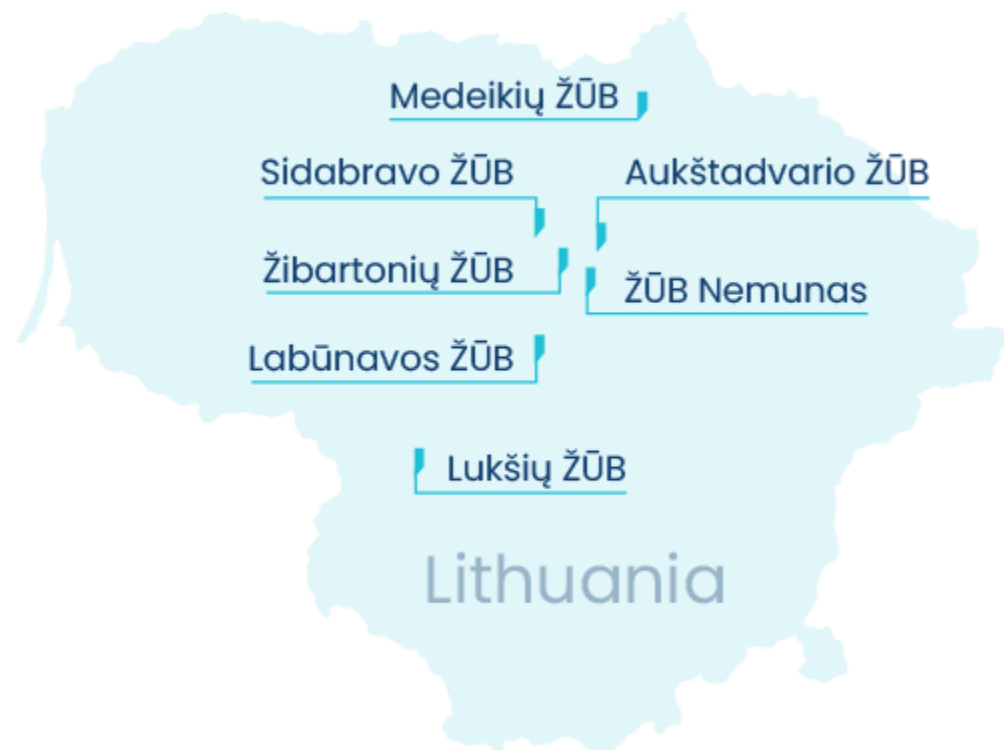 Medeikių ŽŪB
Sidabravo ŽŪB
Aukštadvario ŽŪB
Žibartonių ŽŪB
ŽŪB Nemunas
Labūnavos ŽŪB
Lukšių ŽŪB
Lithuania